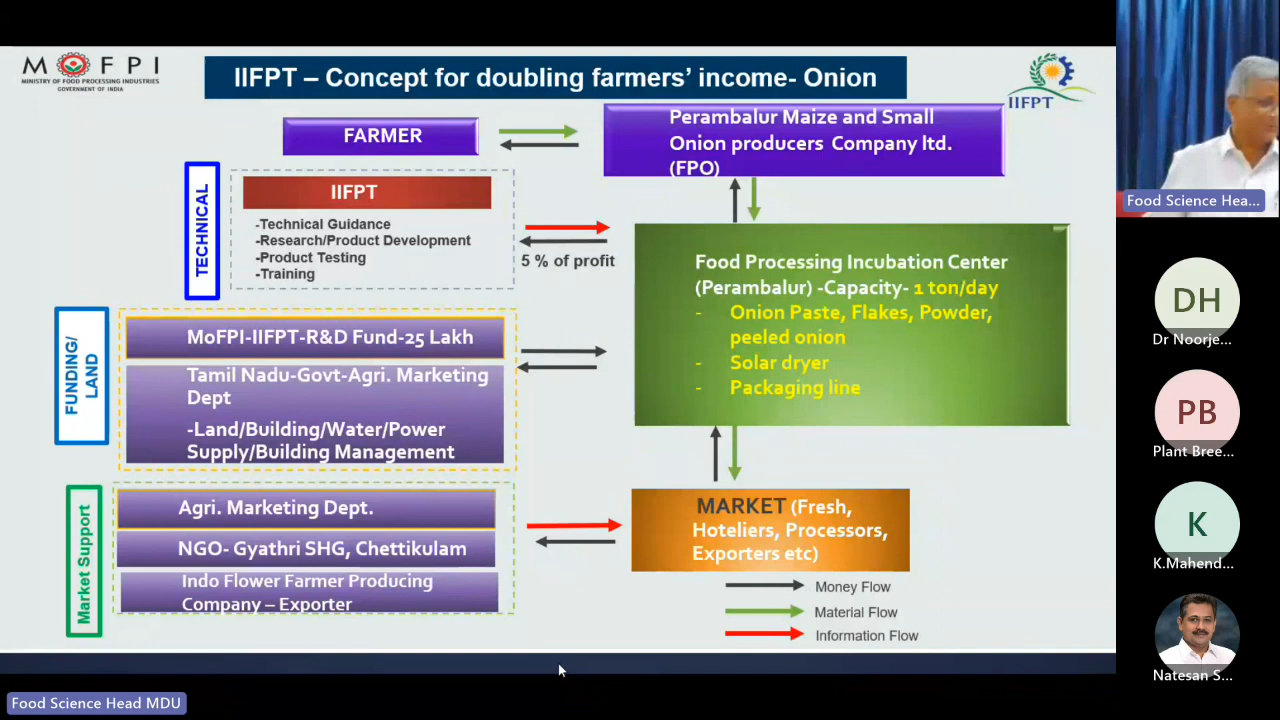 MOFPI
MINISTRY OF FOOD PROCESSING INDUSTRIES
GOVERNMENT OF INDIA
IIFPT – Concept for doubling farmers' income- Onion
IIFPT
FARMER
Perambalur Maize and Small
Onion producers Company ltd.
(FPO)
TECHNICAL
IIFPT
-Technical Guidance
-Research/Product Development
-Product Testing
-Training
5 % of profit
Food Processing Incubation Center
(Perambalur) -Capacity- 1 ton/day
- Onion Paste, Flakes, Powder,
peeled onion
- Solar dryer
- Packaging line
FUNDING/
LAND
MoFPI-IIFPT-R&D Fund-25 Lakh
Tamil Nadu-Govt-Agri. Marketing
Dept
-Land/Building/Water/Power
Supply/Building Management
Market Support
Agri. Marketing Dept.
NGO- Gyathri SHG, Chettikulam
Indo Flower Farmer Producing
Company – Exporter
MARKET (Fresh,
Hoteliers, Processors,
Exporters etc)
Money Flow
Material Flow
Information Flow
Food Science Head MDU
Food Science Hea...
DH
Dr Noorje...
PB
Plant Bree...
K
K.Mahend...
Natesan S...